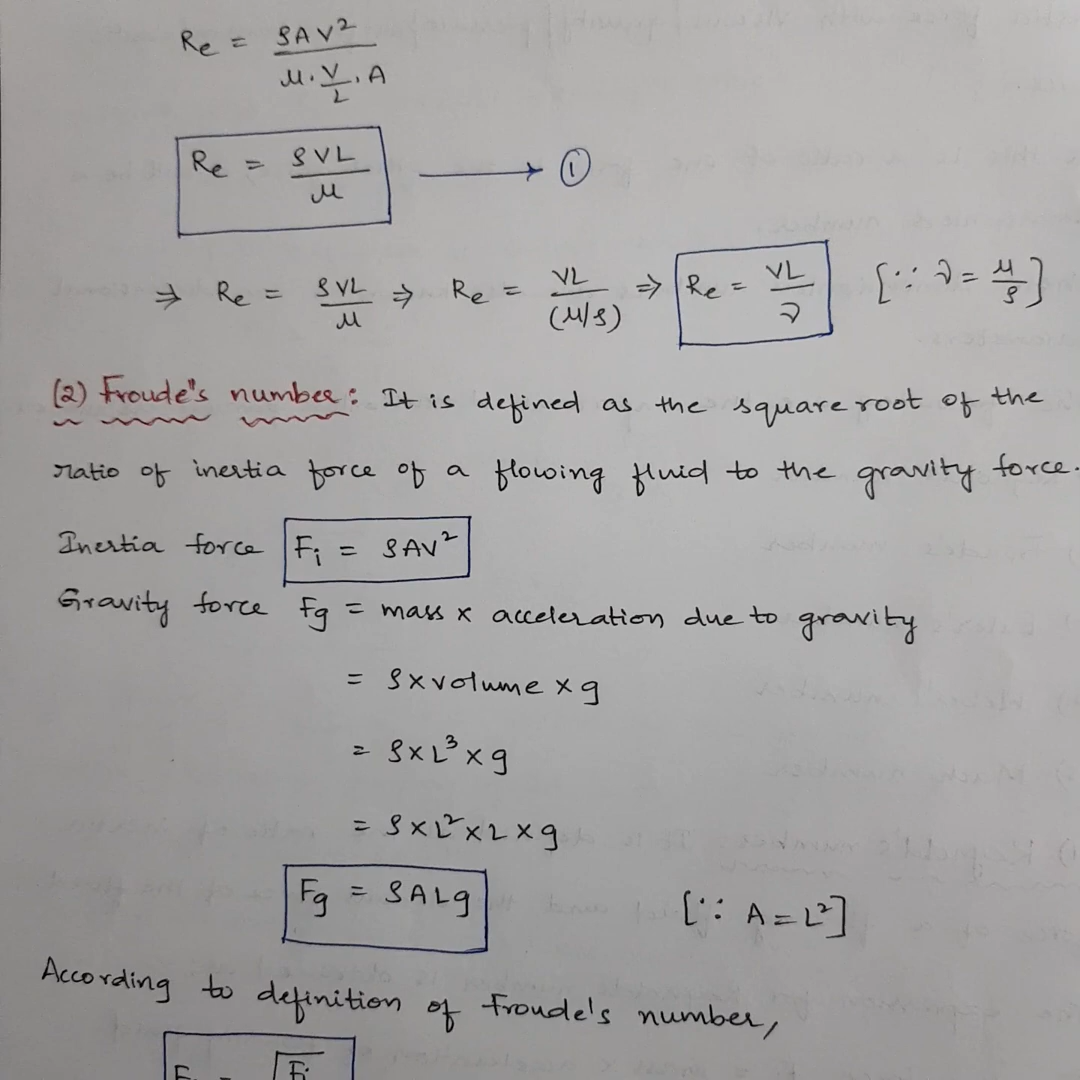 Re = ρAV² / μ·V/L·A
Re = ρVL / μ → ①
⇒ Re = ρVL / μ ⇒ Re = VL / (μ/ρ) ⇒ Re = VL / ν [∵ ν = μ/ρ]
(2) Froude's number: It is defined as the square root of the
ratio of inertia force of a flowing fluid to the gravity force.
Inertia force Fi = ρAV²
Gravity force Fg = mass x acceleration due to gravity
= ρ x volume x g
= ρ x L³ x g
= ρ x L² x L x g
Fg = ρALg [∵ A = L²]
According to definition of Froude's number,